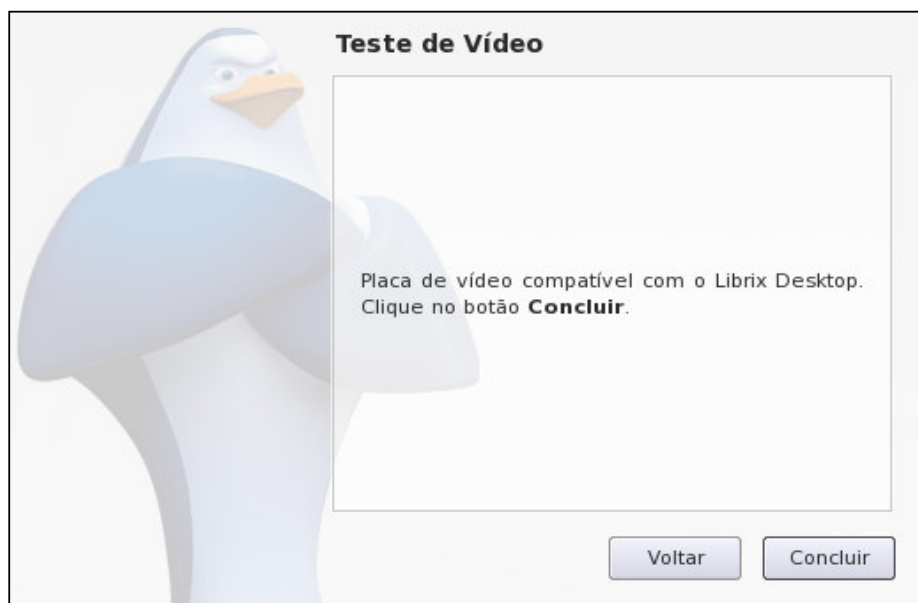 Teste de Vídeo
Placa de vídeo compatível com o Librix Desktop.
Clique no botão Concluir.
Voltar
Concluir